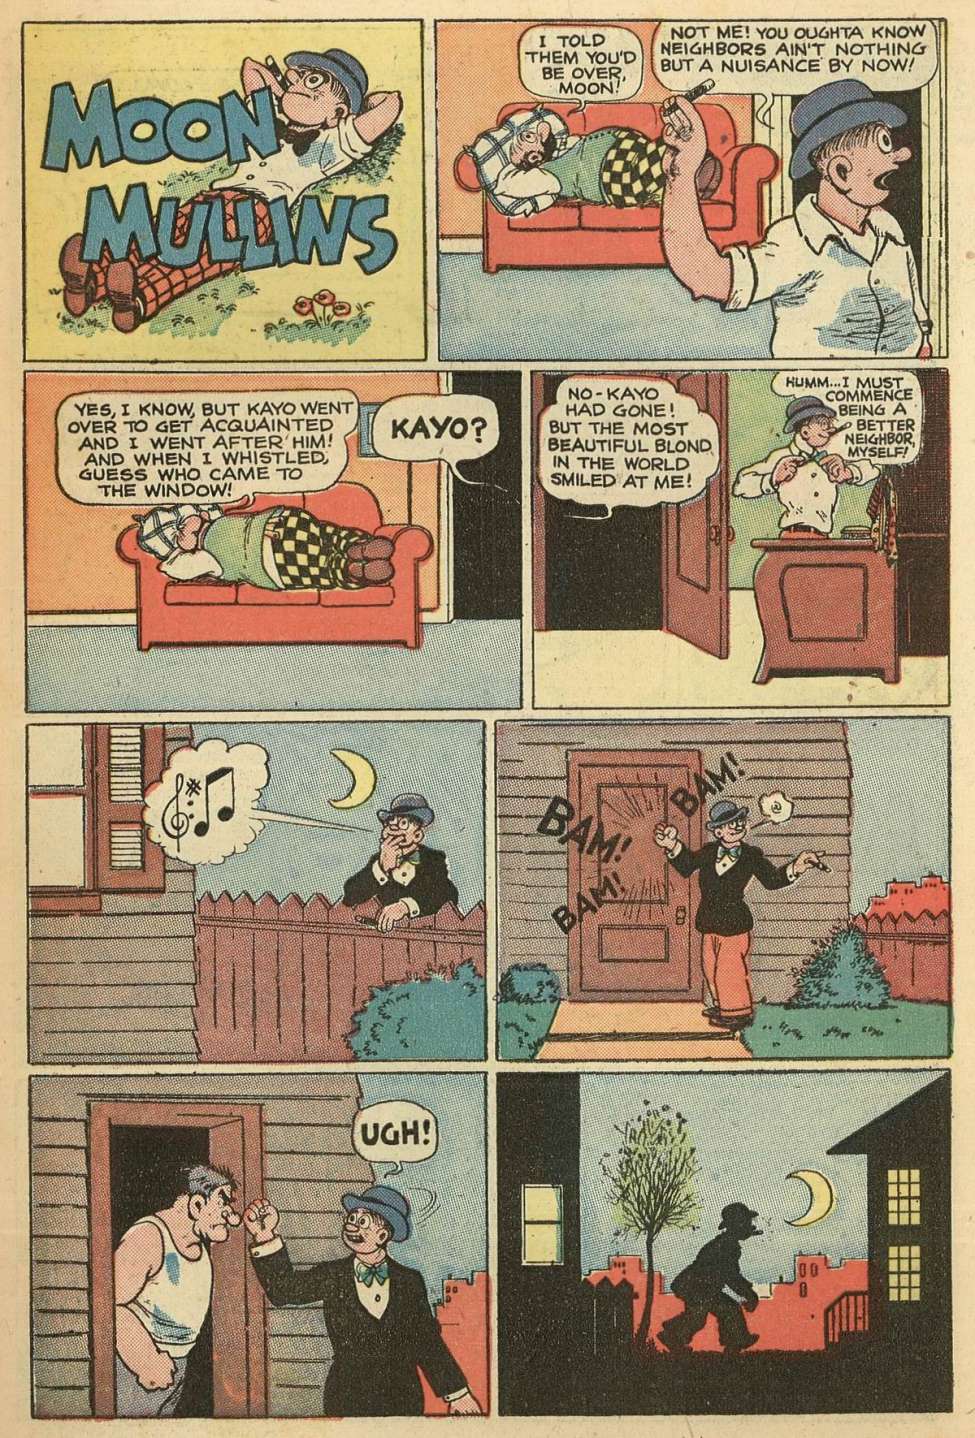 MOON
MULLINS
I TOLD
THEM YOU'D
BE OVER,
MOON!
NOT ME! YOU OUGHTA KNOW
NEIGHBORS AIN'T NOTHING
BUT A NUISANCE BY NOW!
YES, I KNOW, BUT KAYO WENT
OVER TO GET ACQUAINTED
AND I WENT AFTER HIM!
AND WHEN I WHISTLED,
GUESS WHO CAME TO
THE WINDOW!
KAYO?
NO-KAYO
HAD GONE!
BUT THE MOST
BEAUTIFUL BLOND
IN THE WORLD
SMILED AT ME!
HUMM...I MUST
COMMENCE
BEING A
BETTER
NEIGHBOR,
MYSELF!
BAM!
BAM!
BAM!
UGH!